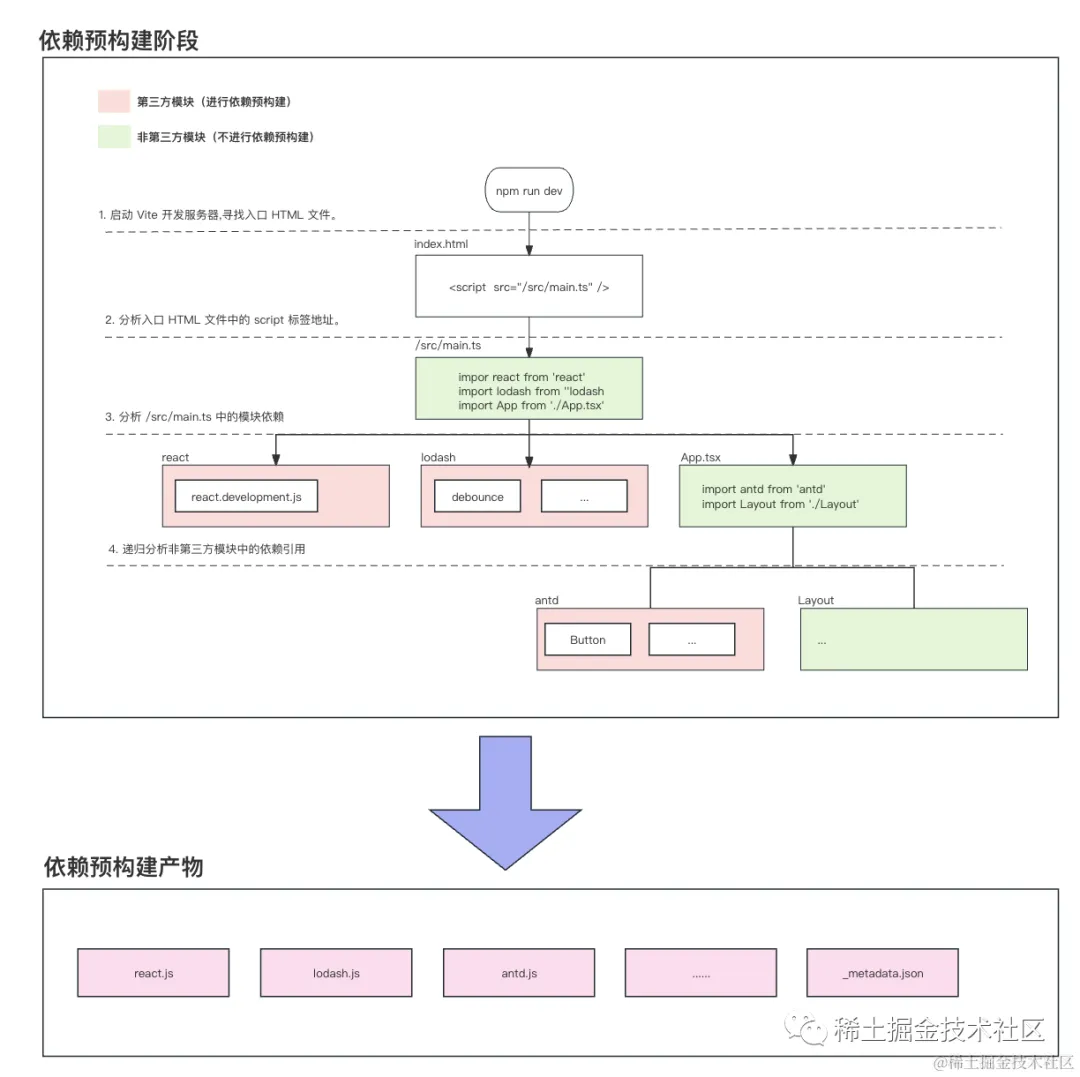 依赖预构建阶段
第三方模块（进行依赖预构建）
非第三方模块（不进行依赖预构建）
npm run dev
1. 启动 Vite 开发服务器,寻找入口 HTML 文件。
index.html
<script src="/src/main.ts" />
2. 分析入口 HTML 文件中的 script 标签地址。
/src/main.ts
impor react from 'react'
import lodash from ''lodash
import App from './App.tsx'
3. 分析 /src/main.ts 中的模块依赖
react
lodash
App.tsx
react.development.js
debounce
...
import antd from 'antd'
import Layout from './Layout'
4. 递归分析非第三方模块中的依赖引用
antd
Layout
Button
...
...
依赖预构建产物
react.js
lodash.js
antd.js
......
_metadata.json
稀土掘金技术社区
@稀土掘金技术社区